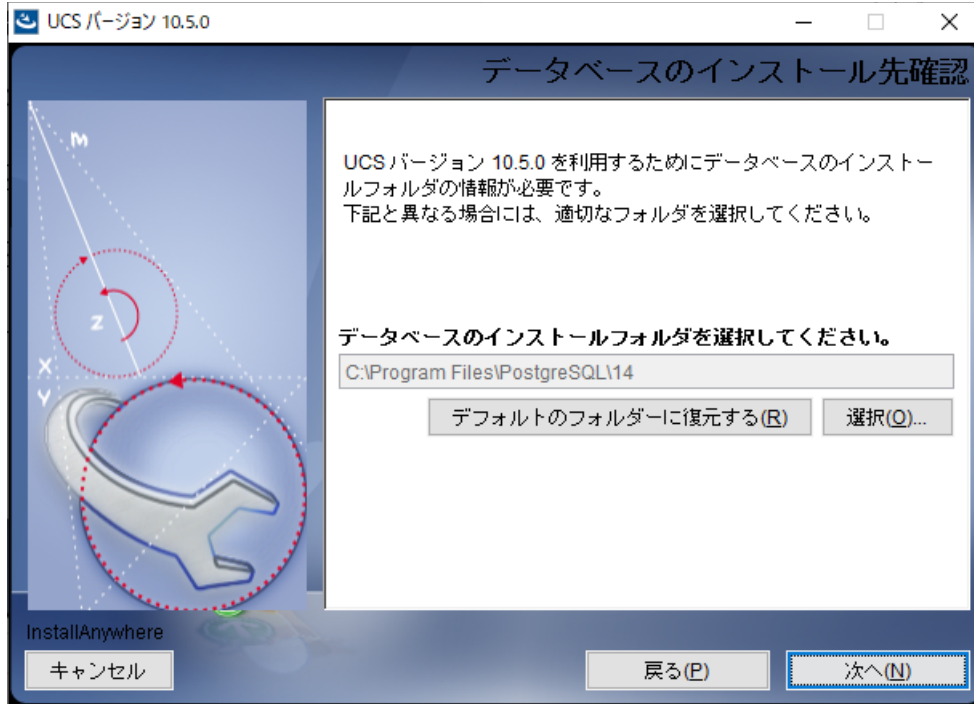 UCS バージョン 10.5.0
データベースのインストール先確認
M
Z
X
Y
UCS バージョン 10.5.0 を利用するためにデータベースのインストー
ルフォルダの情報が必要です。
下記と異なる場合には、適切なフォルダを選択してください。
データベースのインストールフォルダを選択してください。
C:\Program Files\PostgreSQL\14
デフォルトのフォルダーに復元する(R) 選択(O)...
InstallAnywhere
キャンセル 戻る(P) 次へ(N)